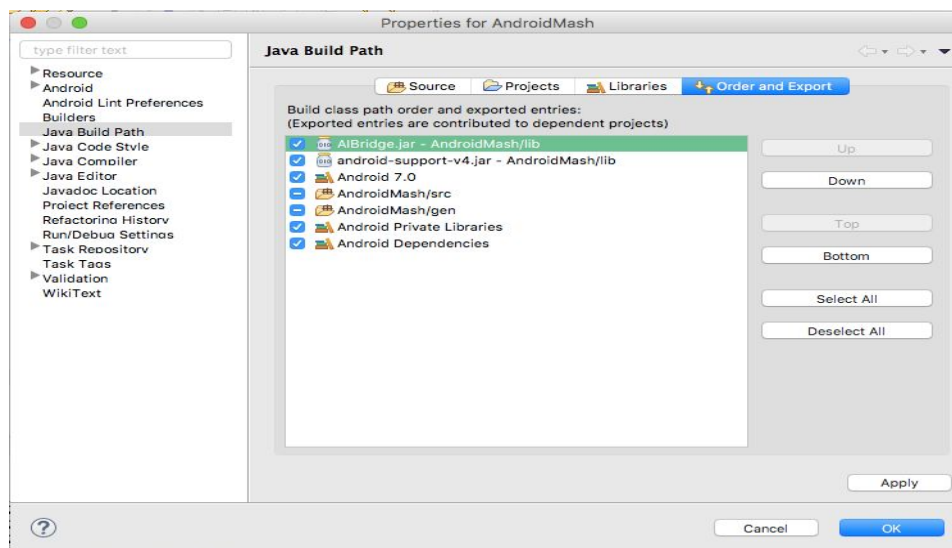 Properties for AndroidMash
type filter text
Java Build Path
Resource
Android
Android Lint Preferences
Builders
Java Build Path
Java Code Style
Java Compiler
Java Editor
Javadoc Location
Project References
Refactoring History
Run/Debug Settings
Task Repository
Task Tags
Validation
WikiText
Source
Projects
Libraries
Order and Export
Build class path order and exported entries:
(Exported entries are contributed to dependent projects)
AIBridge.jar - AndroidMash/lib
android-support-v4.jar - AndroidMash/lib
Android 7.0
AndroidMash/src
AndroidMash/gen
Android Private Libraries
Android Dependencies
Up
Down
Top
Bottom
Select All
Deselect All
Apply
?
Cancel
OK